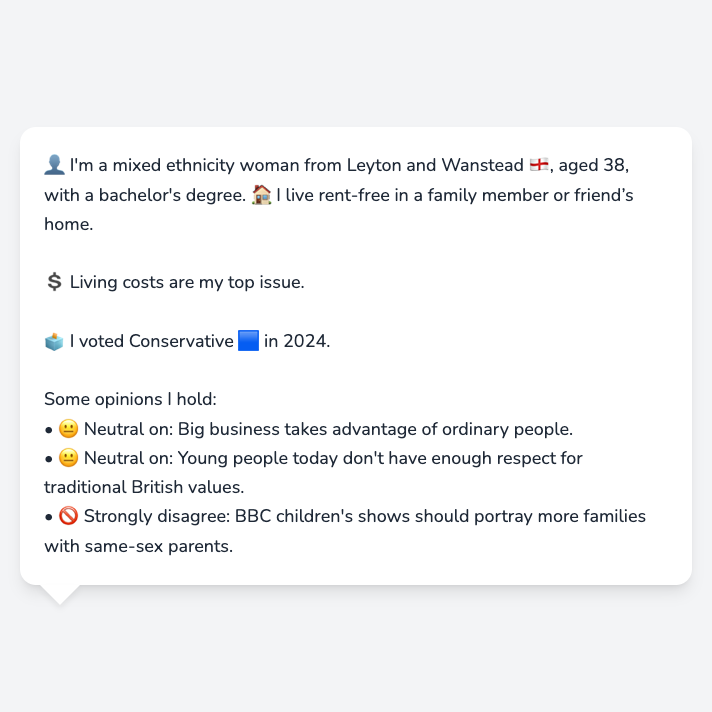 👤 I'm a mixed ethnicity woman from Leyton and Wanstead 🏴󠁧󠁢󠁥󠁮󠁧󠁿, aged 38,
with a bachelor's degree. 🏠 I live rent-free in a family member or friend’s
home.
💲 Living costs are my top issue.
🗳️ I voted Conservative 🟦 in 2024.
Some opinions I hold:
• 😐 Neutral on: Big business takes advantage of ordinary people.
• 😐 Neutral on: Young people today don't have enough respect for
traditional British values.
• 🚫 Strongly disagree: BBC children's shows should portray more families
with same-sex parents.